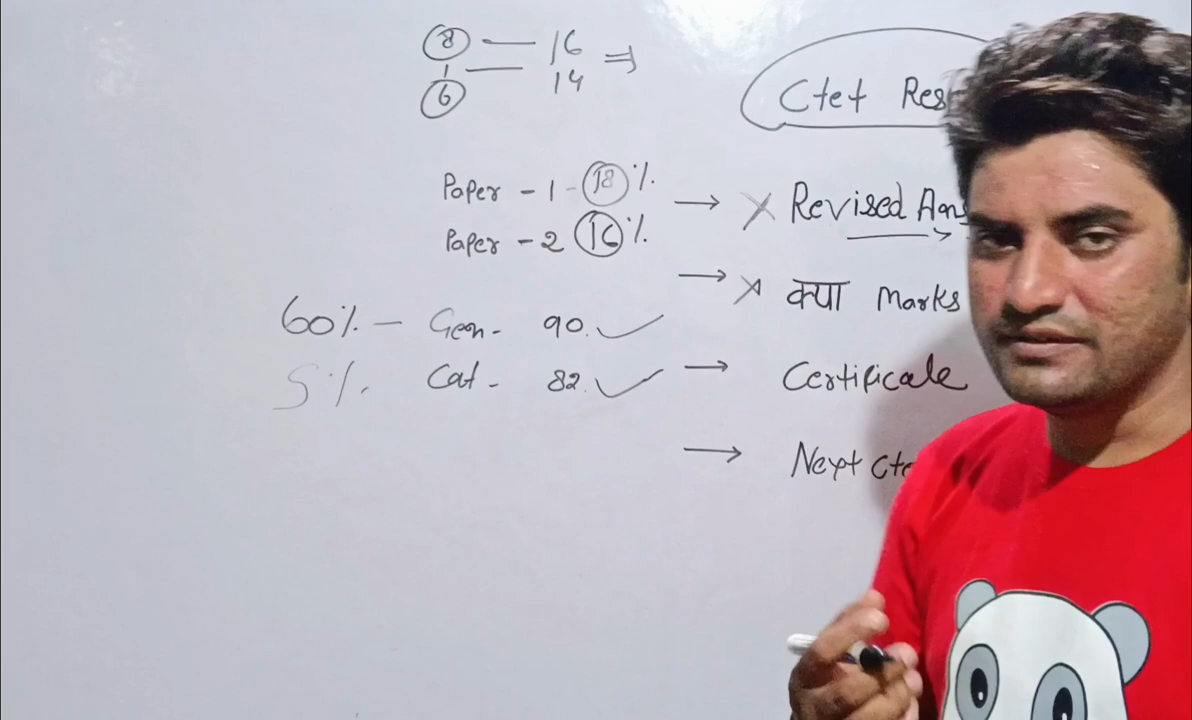 8 — 16 ⇒
6 — 14
Ctet Res
Paper - 1 - 18 %
Paper - 2 16 %
→ × Revised Ans
→ × क्या Marks
60% - Gen - 90. ✓
5%. Cat - 82. ✓
→ Certificate
→ Next Cte